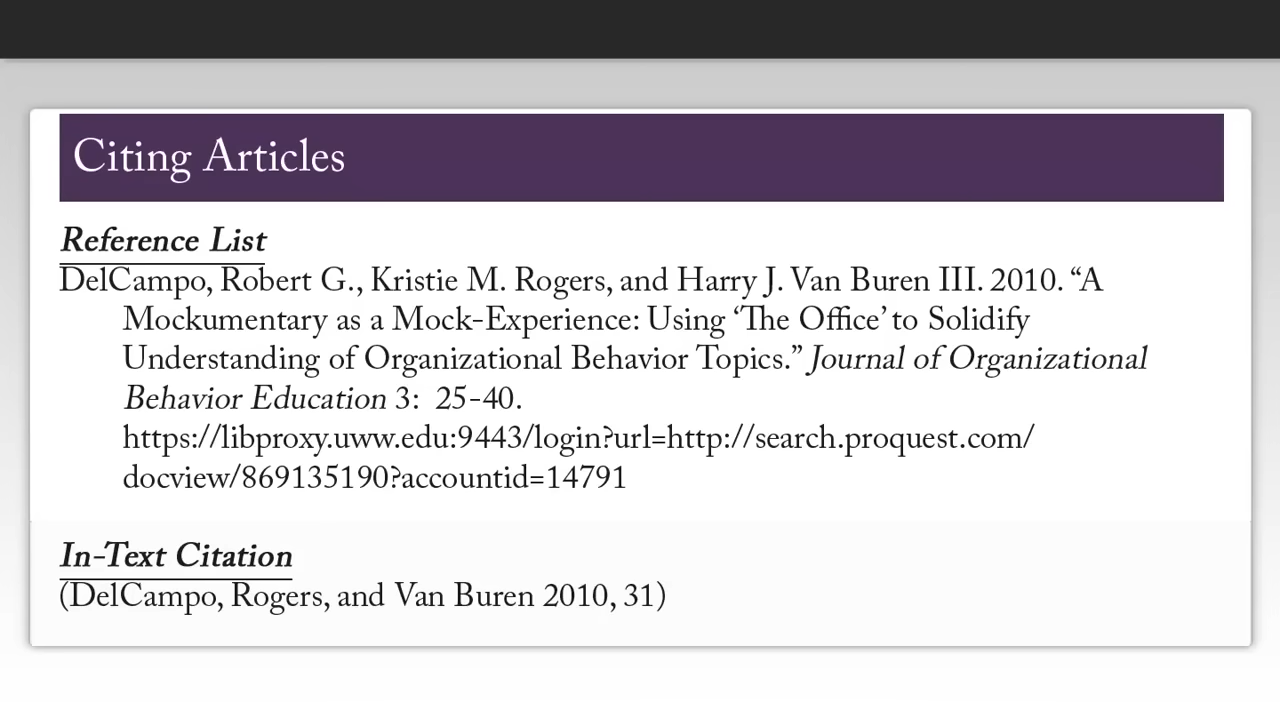 Citing Articles
Reference List
DelCampo, Robert G., Kristie M. Rogers, and Harry J. Van Buren III. 2010. “A
Mockumentary as a Mock-Experience: Using ‘The Office’ to Solidify
Understanding of Organizational Behavior Topics.” Journal of Organizational
Behavior Education 3:  25-40.
https://libproxy.uww.edu:9443/login?url=http://search.proquest.com/
docview/869135190?accountid=14791
In-Text Citation
(DelCampo, Rogers, and Van Buren 2010, 31)